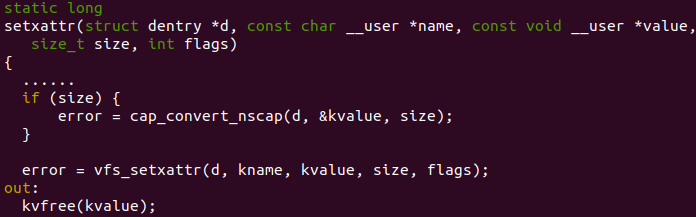 static long
setxattr(struct dentry *d, const char __user *name, const void __user *value,
   size_t size, int flags)
{
  ......
  if (size) {
      error = cap_convert_nscap(d, &kvalue, size);
  }

  error = vfs_setxattr(d, kname, kvalue, size, flags);
out:
  kvfree(kvalue);